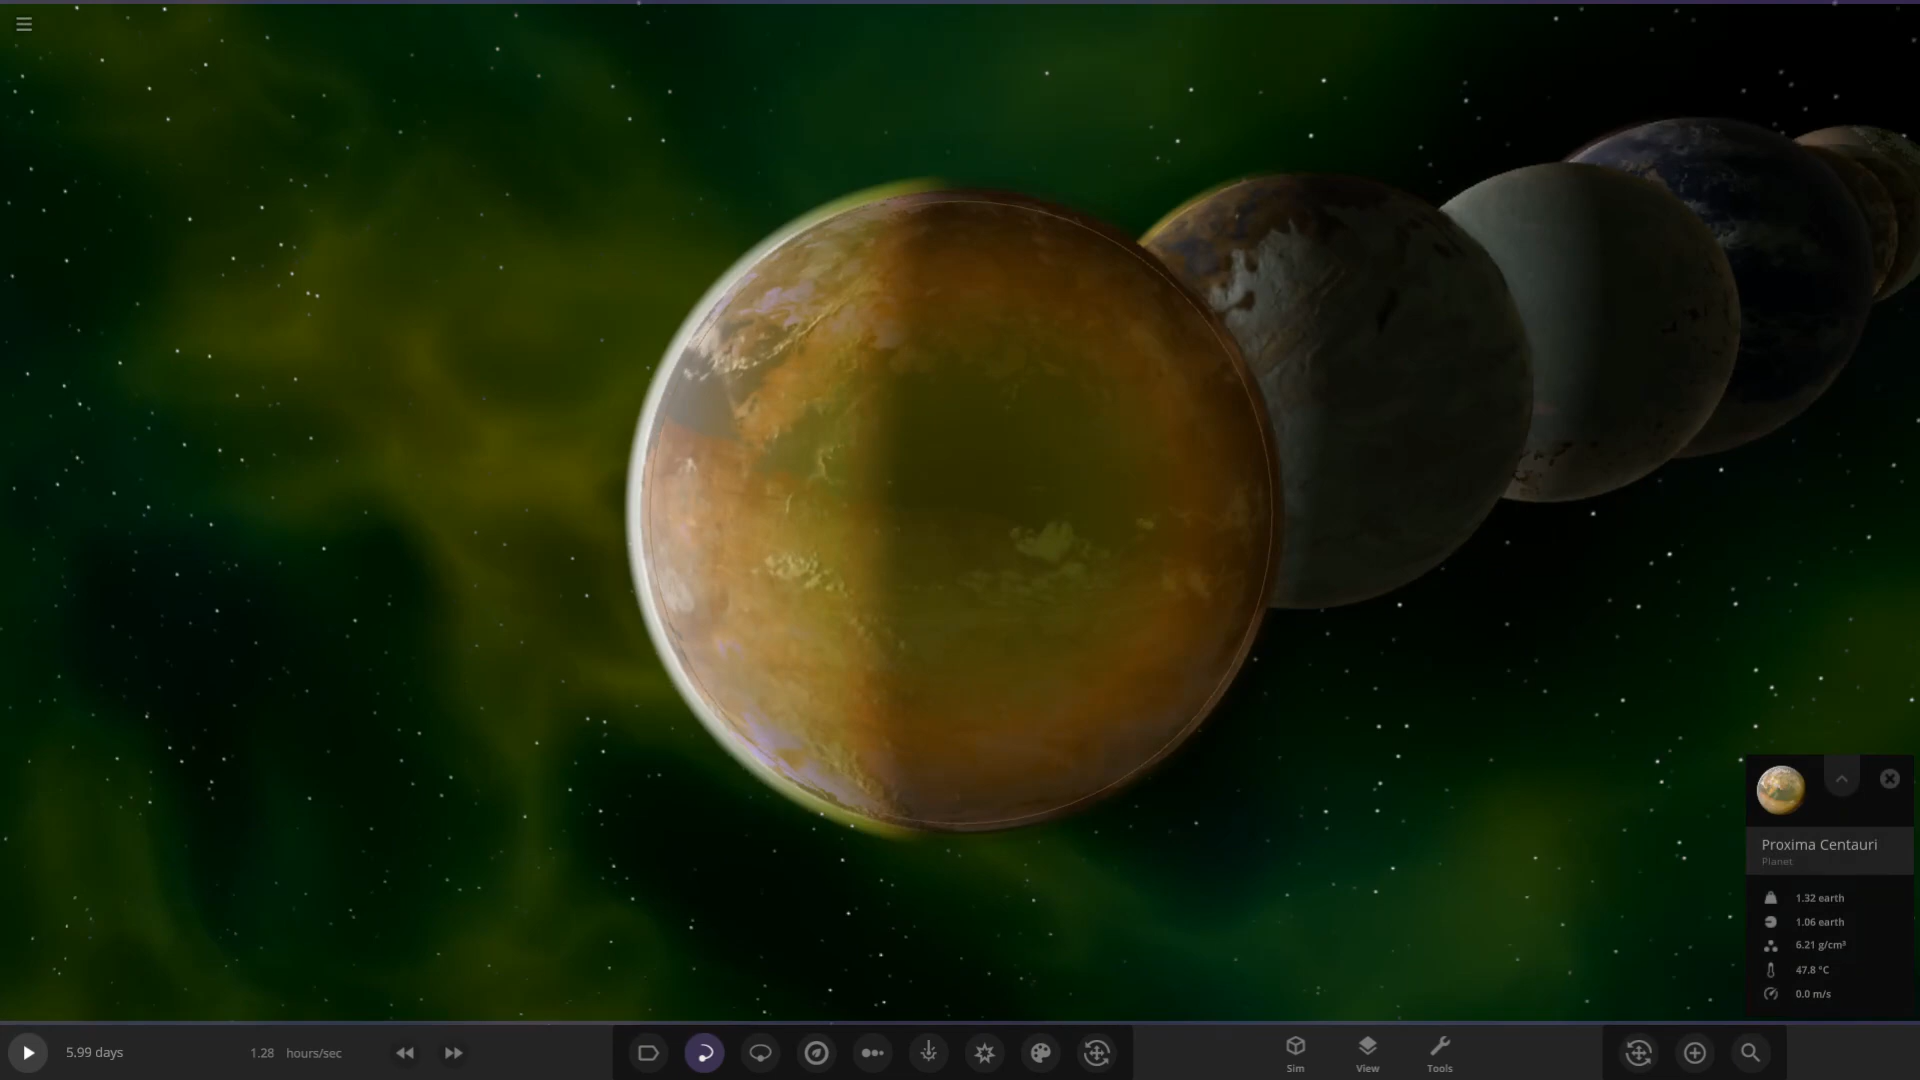 Proxima Centauri
Planet
1.32 earth
1.06 earth
6.21 g/cm³
47.8 °C
0.0 m/s
5.99 days
1.28 hours/sec
Sim
View
Tools